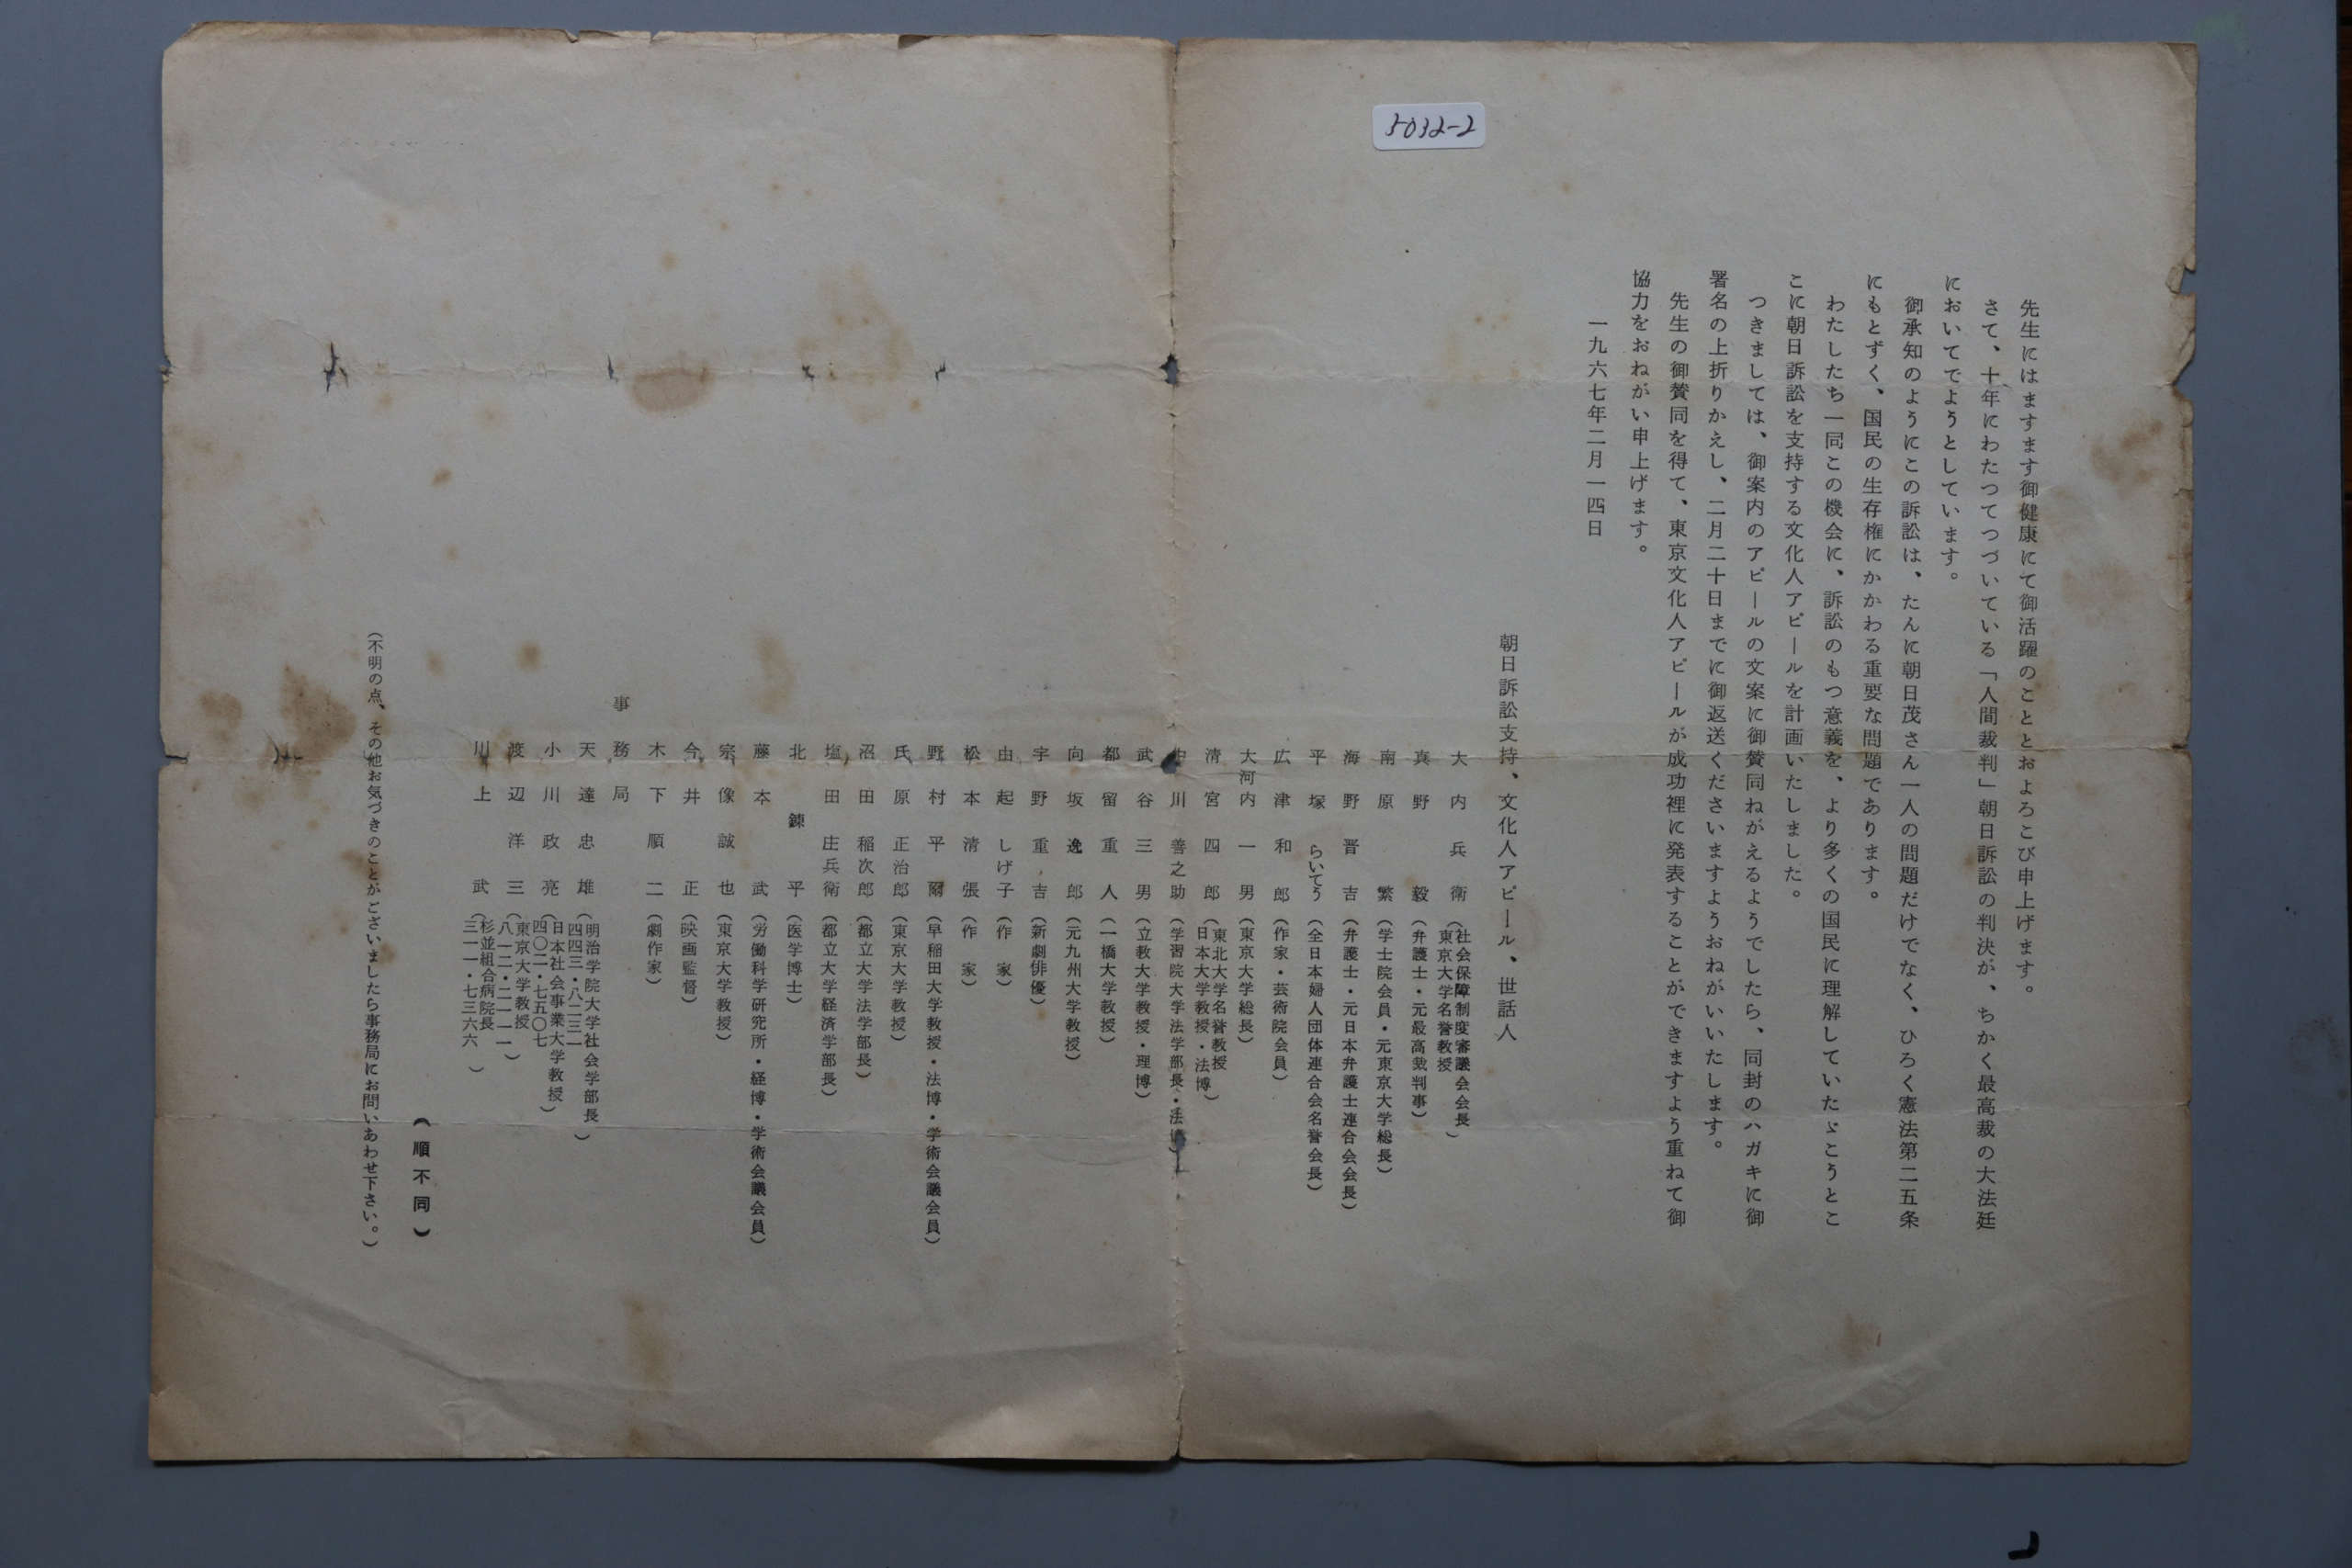 5032-2
先生にはますます御健康にて御活躍のこととおよろこび申上げます。
さて、十年にわたつてつづいている「人間裁判」朝日訴訟の判決が、ちかく最高裁の大法廷
においてでようとしています。
御承知のようにこの訴訟は、たんに朝日茂さん一人の問題だけでなく、ひろく憲法第二五条
にもとずく、国民の生存権にかかわる重要な問題であります。
わたしたち一同この機会に、訴訟のもつ意義を、より多くの国民に理解していたゞこうとこ
こに朝日訴訟を支持する文化人アピールを計画いたしました。
つきましては、御案内のアピールの文案に御賛同ねがえるようでしたら、同封のハガキに御
署名の上折りかえし、二月二十日までに御返送くださいますようおねがいいたします。
先生の御賛同を得て、東京文化人アピールが成功裡に発表することができますよう重ねて御
協力をおねがい申上げます。
一九六七年二月一四日
朝日訴訟支持、文化人アピール、世話人
大内兵衛(社会保障制度審議会会長
東京大学名誉教授)
真野毅(弁護士・元最高裁判事)
南原繁(学士院会員・元東京大学総長)
海野晋吉(弁護士・元日本弁護士連合会会長)
平塚らいてう(全日本婦人団体連合会名誉会長)
広津和郎(作家・芸術院会員)
大河内一男(東京大学総長)
清宮四郎(東北大学名誉教授
日本大学教授・法博)
中川善之助(学習院大学法学部長・法博)
武谷三男(立教大学教授・理博)
都留重人(一橋大学教授)
向坂逸郎(元九州大学教授)
宇野重吉(新劇俳優)
由起しげ子(作家)
松本清張(作家)
野村平爾(早稲田大学教授・法博・学術会議会員)
氏原正治郎(東京大学教授)
沼田稲次郎(都立大学法学部長)
塩田庄兵衛(都立大学経済学部長)
北錬平(医学博士)
藤本武(労働科学研究所・経博・学術会議会員)
宗像誠也(東京大学教授)
今井正(映画監督)
木下順二(劇作家)
事務局
天達忠雄(明治学院大学社会学部長
四四三・八二三一)
小川政亮(日本社会事業大学教授
四〇二・七五〇七)
渡辺洋三(東京大学教授
八一二・二一一一)
川上武(杉並組合病院長
三一一・七三六六)
(順不同)
(不明の点、その他お気づきのことがございましたら事務局にお問いあわせ下さい。)